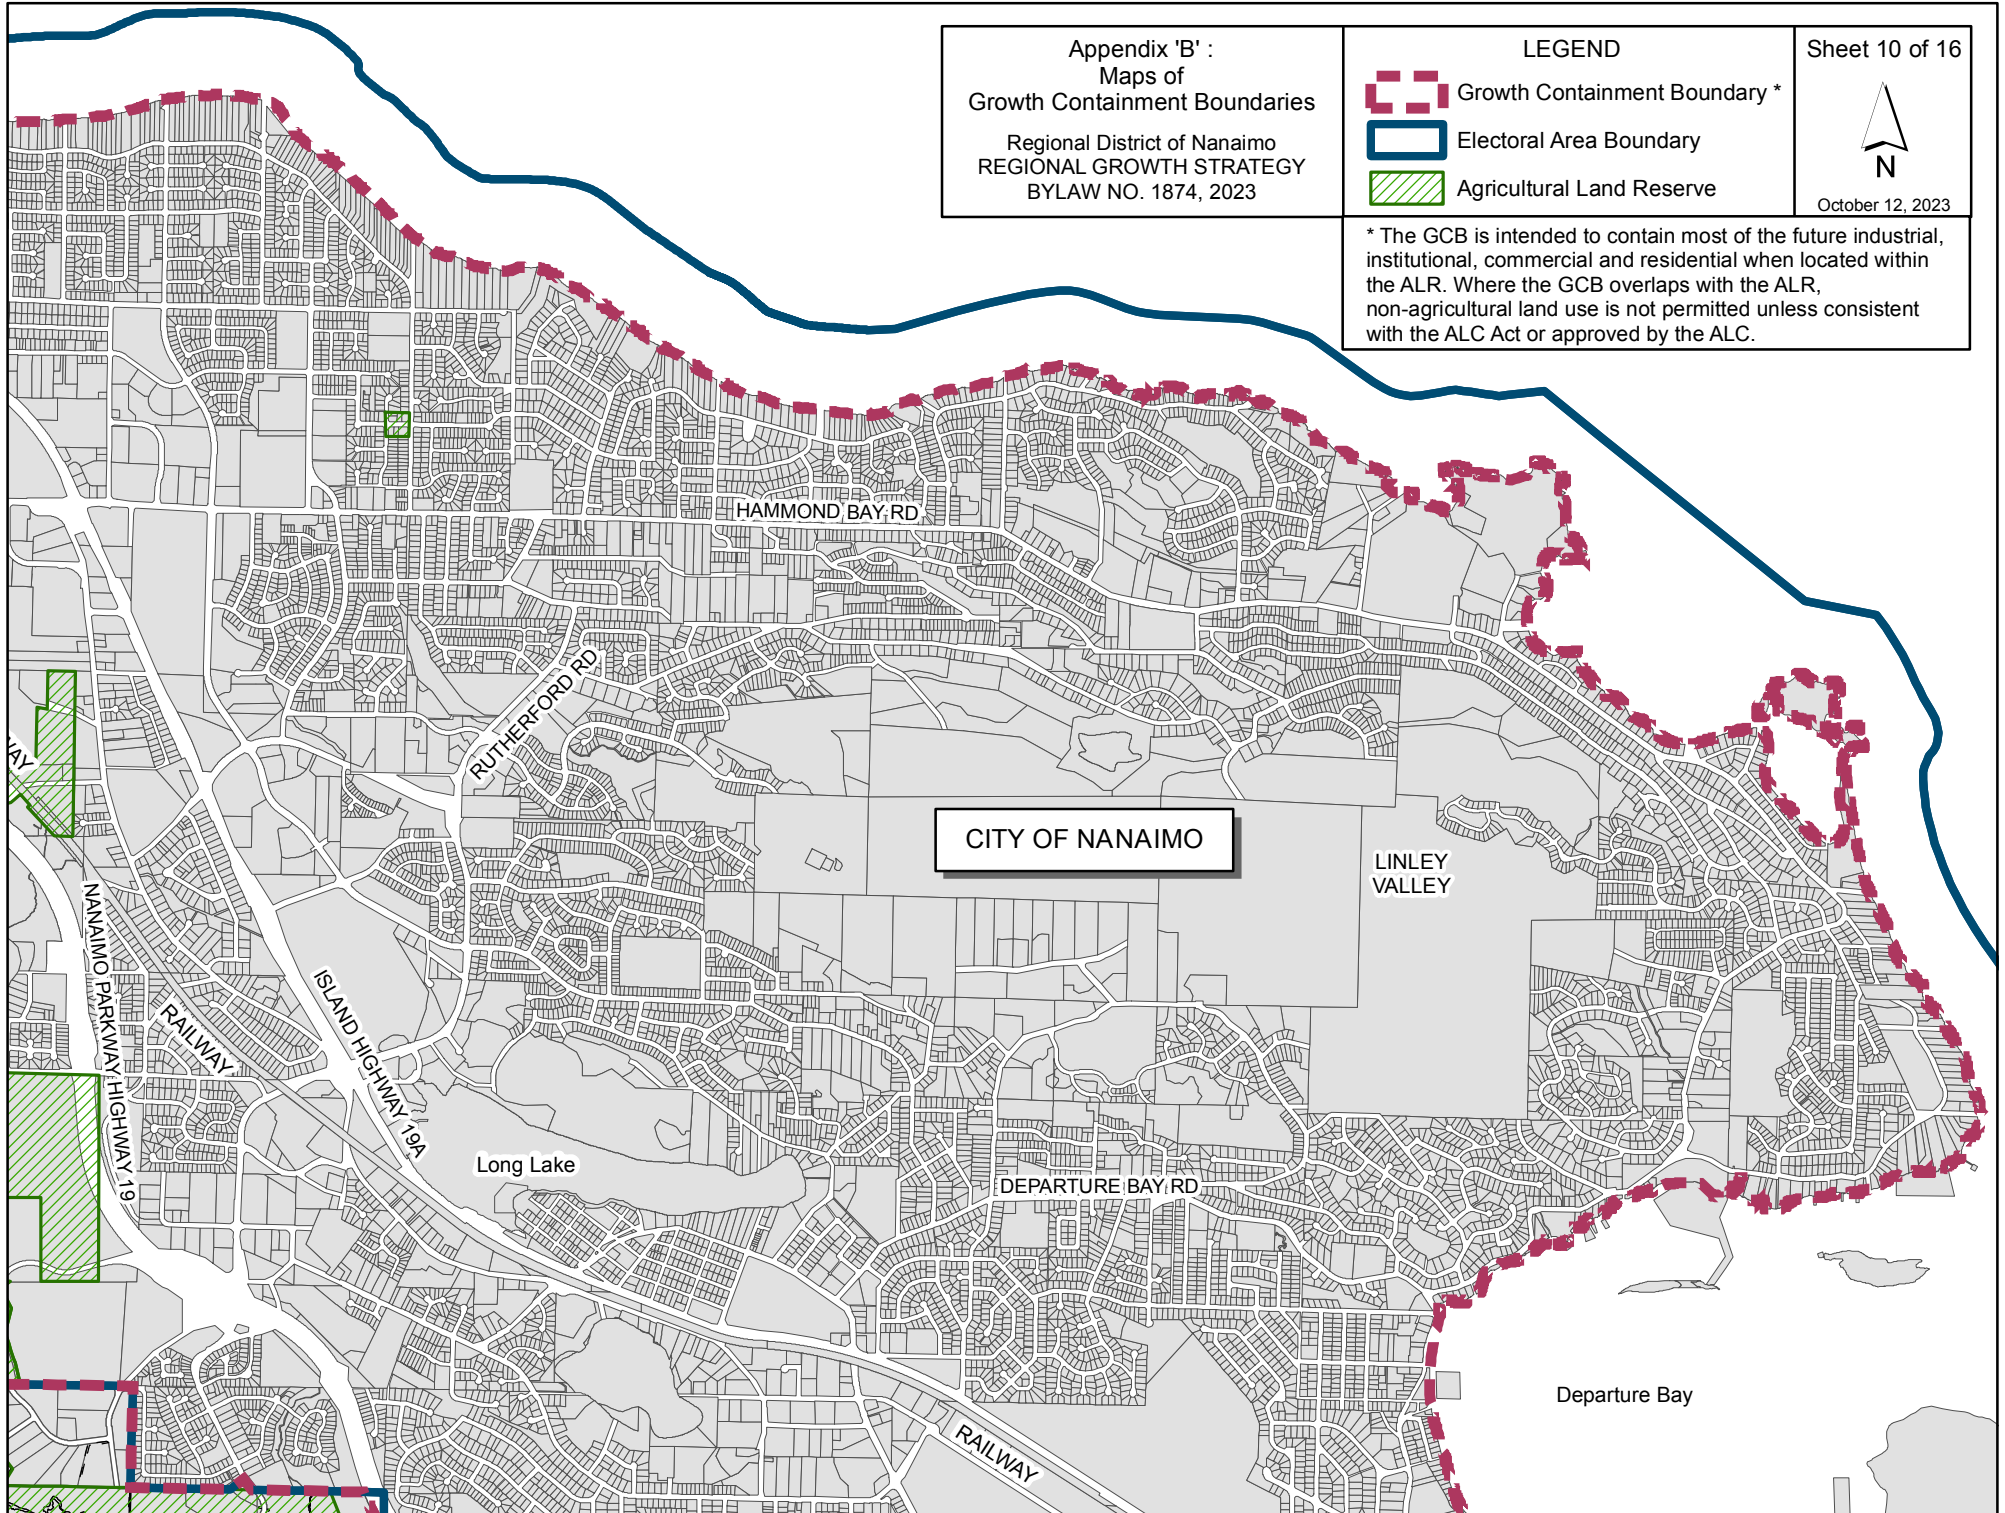 Appendix 'B' :
Maps of
Growth Containment Boundaries
Regional District of Nanaimo
REGIONAL GROWTH STRATEGY
BYLAW NO. 1874, 2023
LEGEND
Growth Containment Boundary *
Electoral Area Boundary
Agricultural Land Reserve
Sheet 10 of 16
N
October 12, 2023
* The GCB is intended to contain most of the future industrial,
institutional, commercial and residential when located within
the ALR. Where the GCB overlaps with the ALR,
non-agricultural land use is not permitted unless consistent
with the ALC Act or approved by the ALC.
HAMMOND BAY RD
RUTHERFORD RD
CITY OF NANAIMO
LINLEY
VALLEY
NANAIMO PARKWAY HIGHWAY 19
RAILWAY
ISLAND HIGHWAY 19A
Long Lake
DEPARTURE BAY RD
Departure Bay
RAILWAY